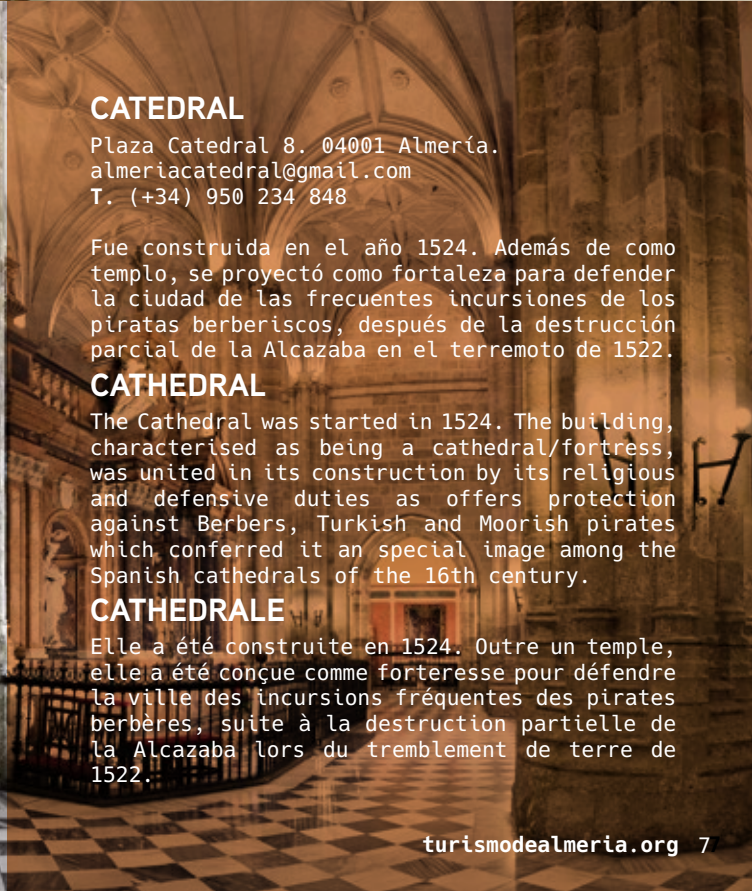 CATEDRAL
Plaza Catedral 8. 04001 Almería.
almeriacatedral@gmail.com
T. (+34) 950 234 848
Fue construida en el año 1524. Además de como
templo, se proyectó como fortaleza para defender
la ciudad de las frecuentes incursiones de los
piratas berberiscos, después de la destrucción
parcial de la Alcazaba en el terremoto de 1522.
CATHEDRAL
The Cathedral was started in 1524. The building,
characterised as being a cathedral/fortress,
was united in its construction by its religious
and defensive duties as offers protection
against Berbers, Turkish and Moorish pirates
which conferred it an special image among the
Spanish cathedrals of the 16th century.
CATHEDRALE
Elle a été construite en 1524. Outre un temple,
elle a été conçue comme forteresse pour défendre
la ville des incursions fréquentes des pirates
berbères, suite à la destruction partielle de
la Alcazaba lors du tremblement de terre de
1522.
turismodealmeria.org 7